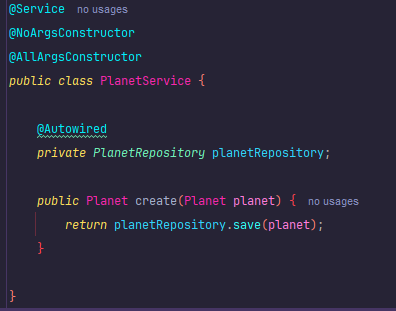 @Service no usages
@NoArgsConstructor
@AllArgsConstructor
public class PlanetService {
@Autowired
private PlanetRepository planetRepository;
public Planet create(Planet planet) { no usages
return planetRepository.save(planet);
}
}